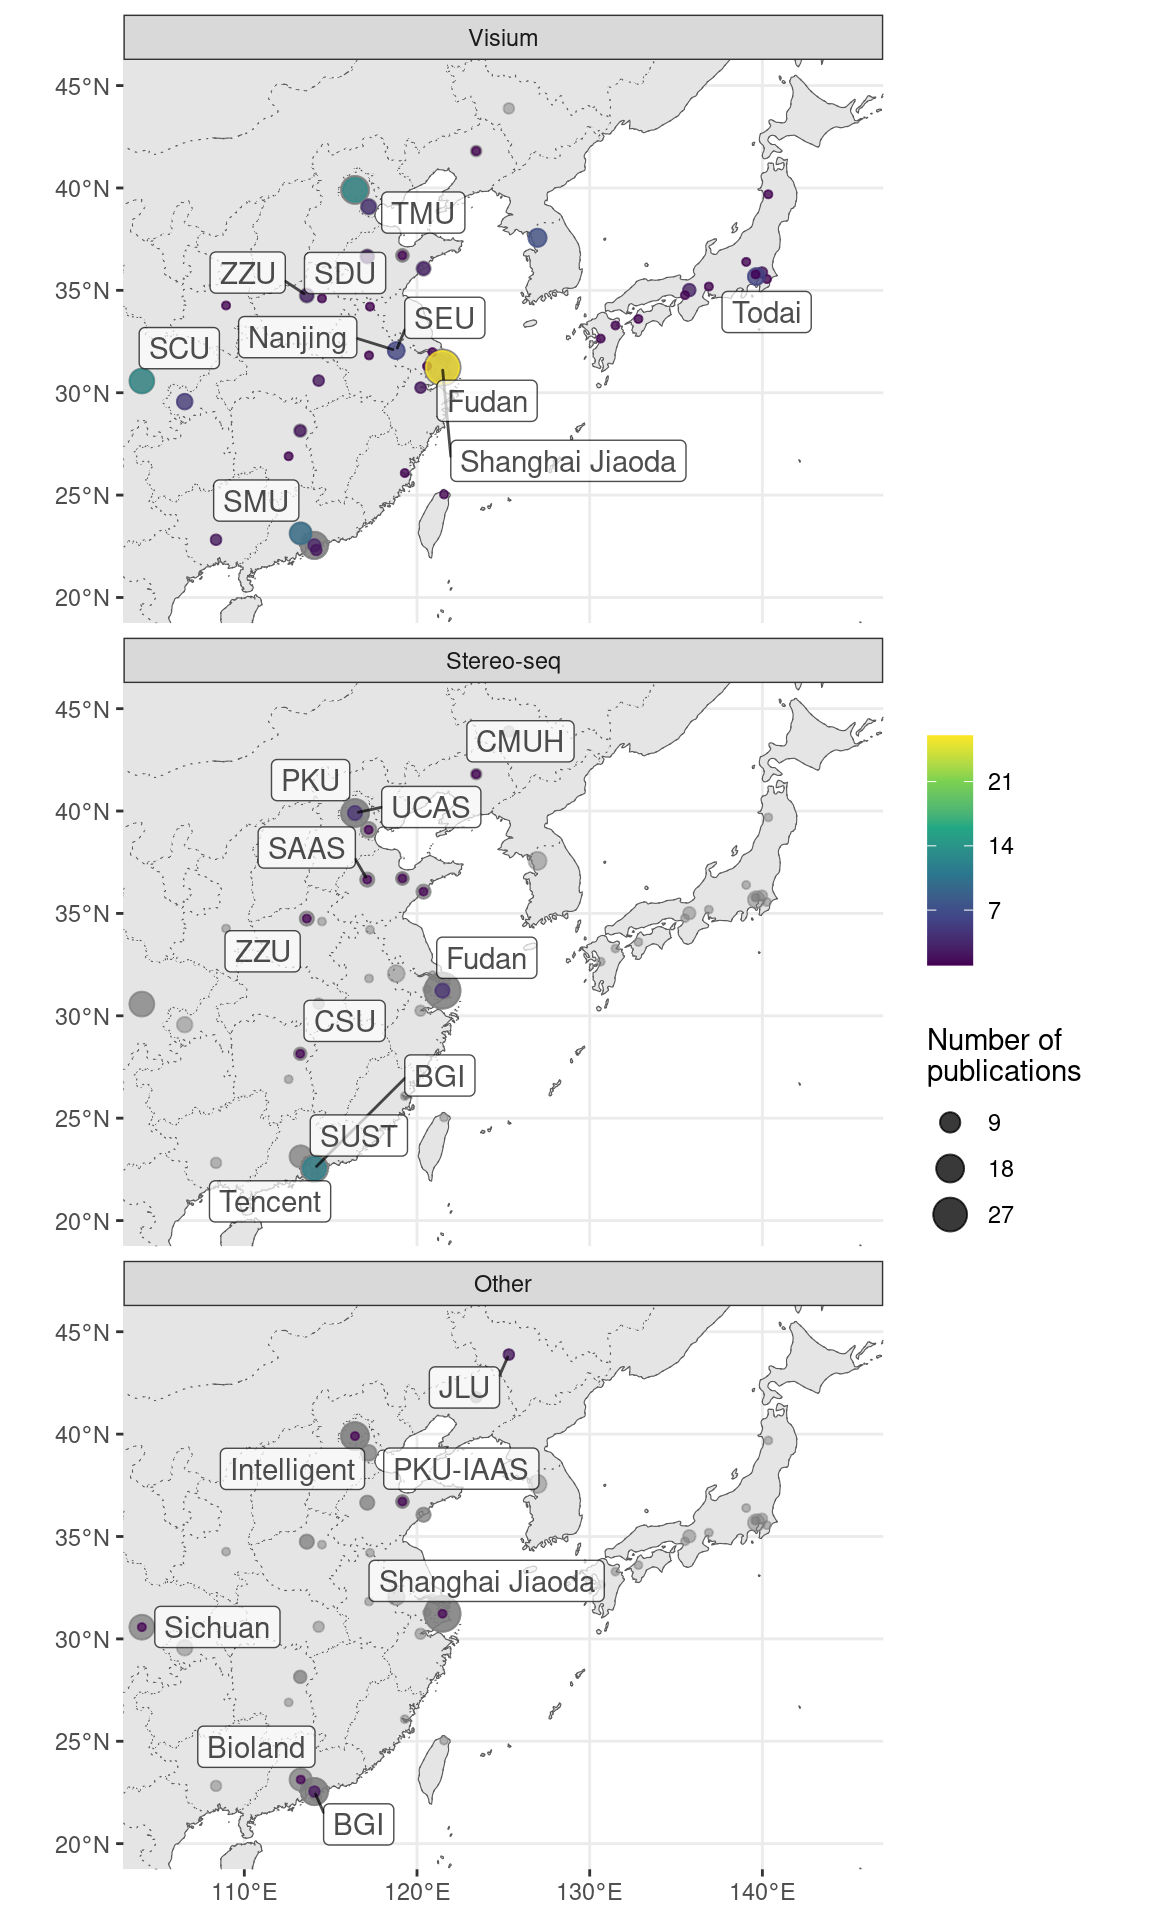 Visium
45°N
40°N
TMU
ZZU
SDU
35°N
SEU
Todai
Nanjing
SCU
30°N
Fudan
Shanghai Jiaoda
SMU
25°N
20°N
Stereo-seq
45°N
CMUH
PKU
40°N
UCAS
SAAS
35°N
ZZU
Fudan
30°N
CSU
BGI
25°N
SUST
Tencent
20°N
21
14
7
Number of
publications
9
18
27
Other
45°N
JLU
40°N
Intelligent
PKU-IAAS
35°N
Shanghai Jiaoda
Sichuan
30°N
25°N
Bioland
BGI
20°N
110°E
120°E
130°E
140°E